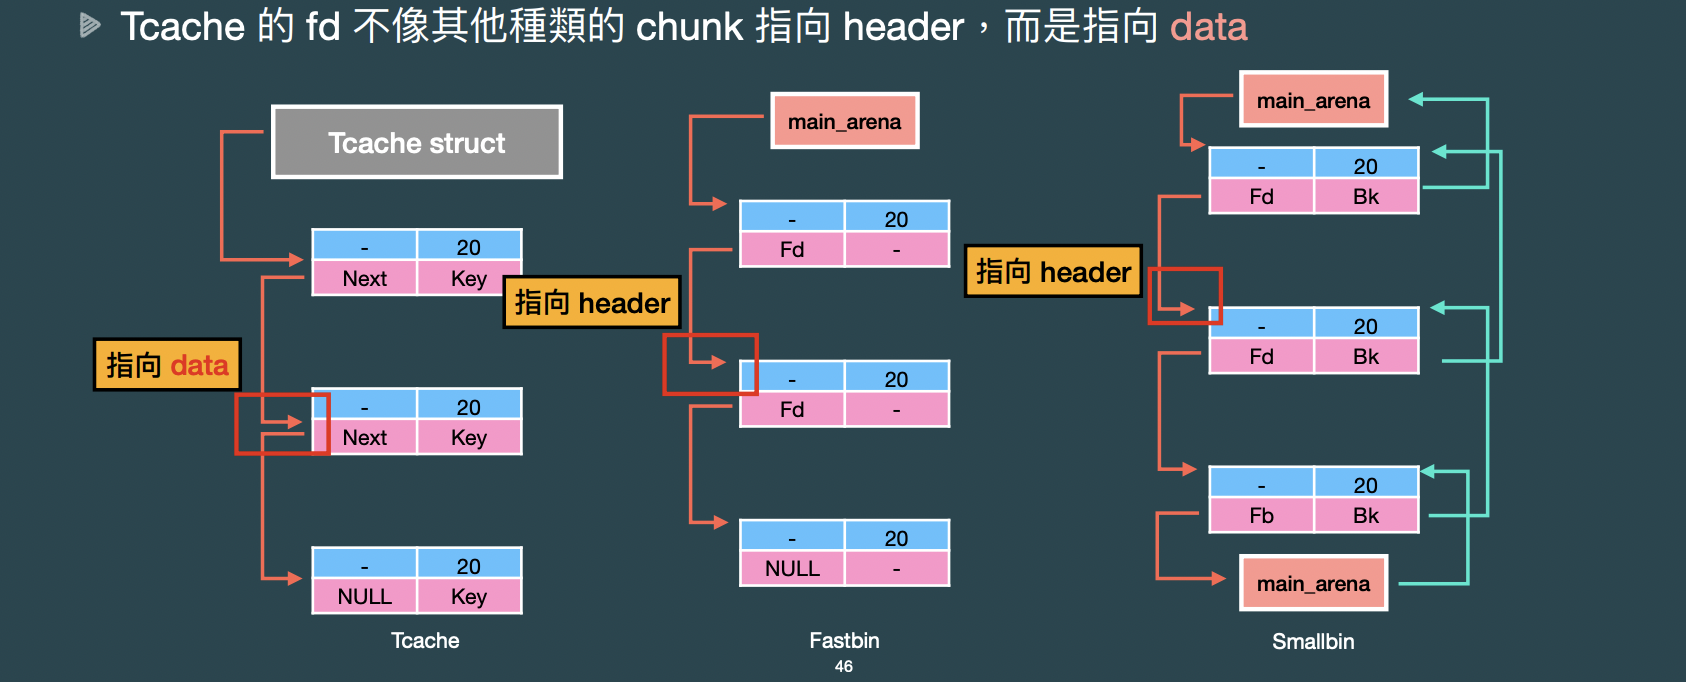 Tcache 的 fd 不像其他種類的 chunk 指向 header，而是指向 data
Tcache struct
- 20
Next Key
指向 data
- 20
Next Key
- 20
NULL Key
Tcache
main_arena
- 20
Fd -
指向 header
- 20
Fd -
- 20
NULL -
Fastbin
main_arena
- 20
Fd Bk
指向 header
- 20
Fd Bk
- 20
Fb Bk
main_arena
Smallbin
46